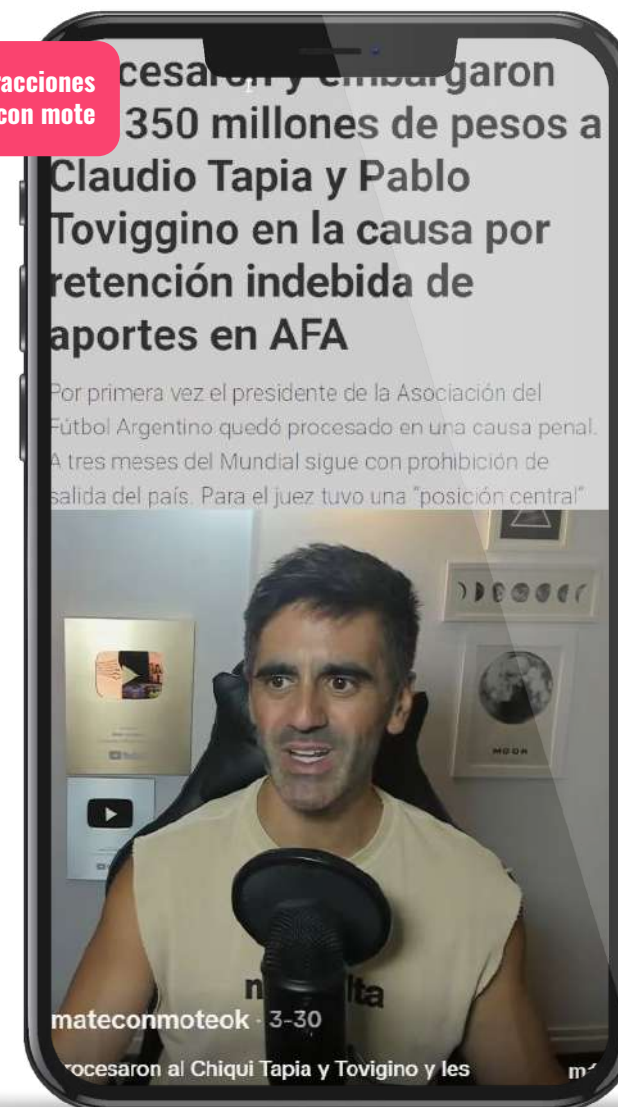 acciones
con mote
cesaron y embargaron
350 millones de pesos a
Claudio Tapia y Pablo
Toviggino en la causa por
retención indebida de
aportes en AFA
Por primera vez el presidente de la Asociación del
Fútbol Argentino quedó procesado en una causa penal.
A tres meses del Mundial sigue con prohibición de
salida del país. Para el juez tuvo una "posición central"
MOON
mateconmoteok · 3-30
rocesaron al Chiqui Tapia y Tovigino y les